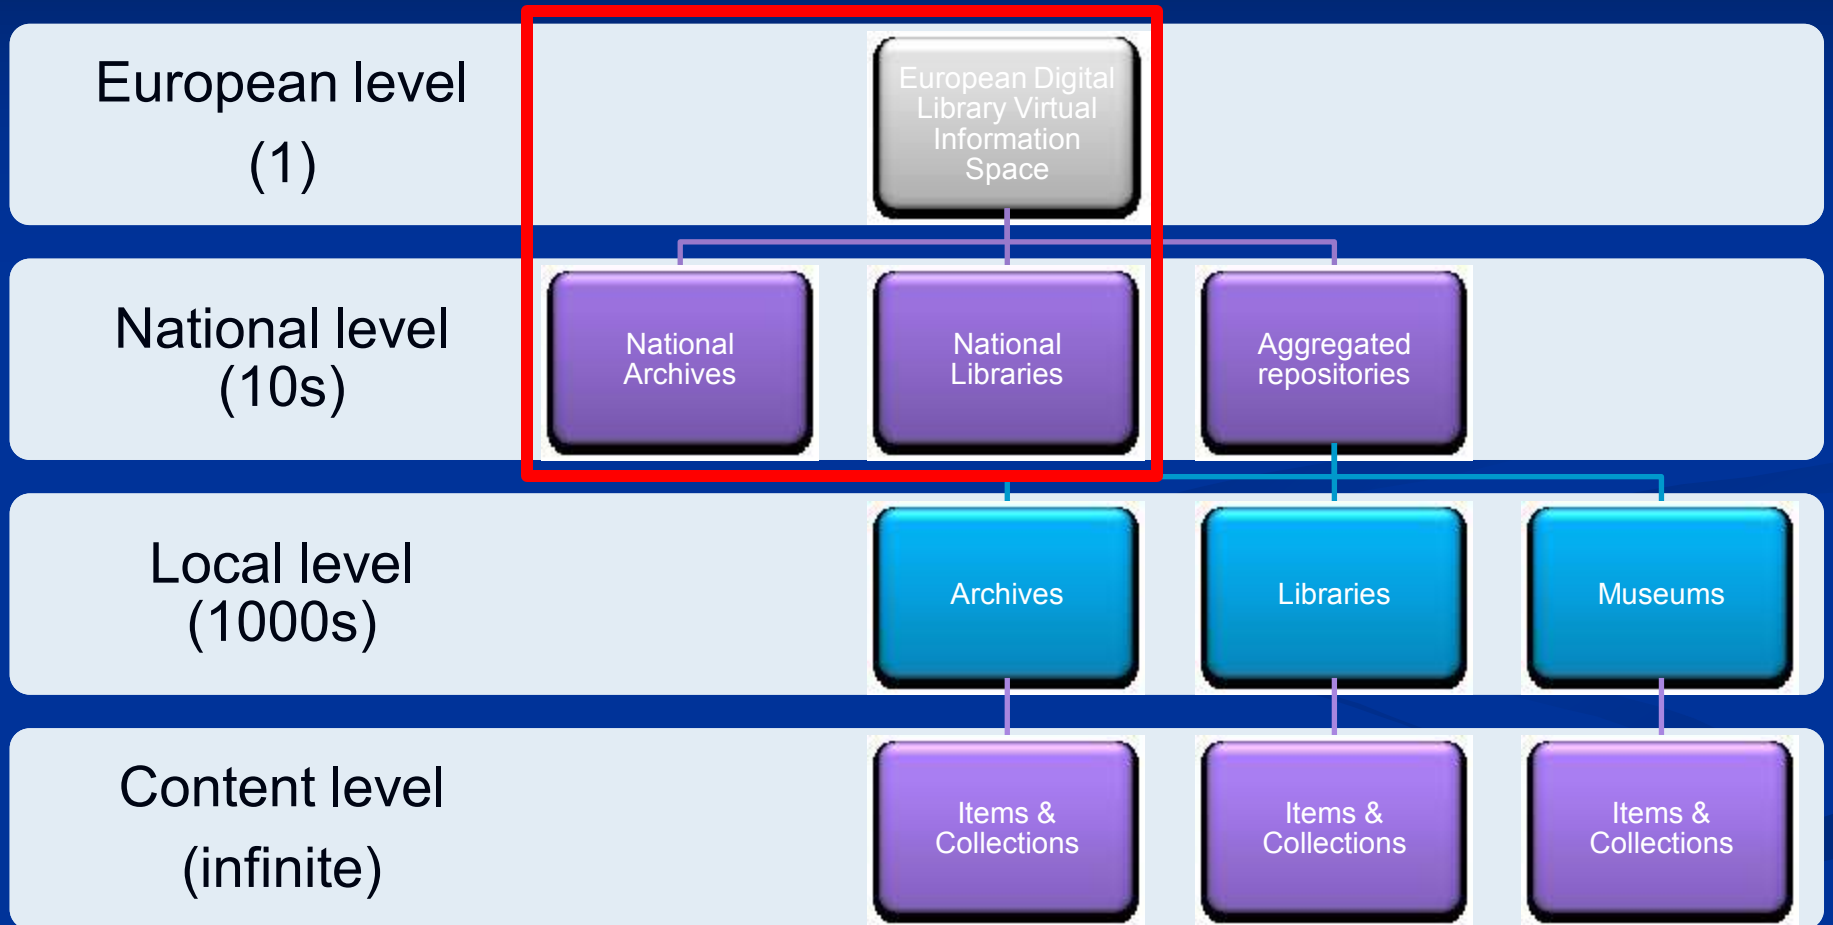 European level
(1)
European Digital
Library Virtual
Information
Space
National level
(10s)
National
Archives
National
Libraries
Aggregated
repositories
Local level
(1000s)
Archives
Libraries
Museums
Content level
(infinite)
Items &
Collections
Items &
Collections
Items &
Collections